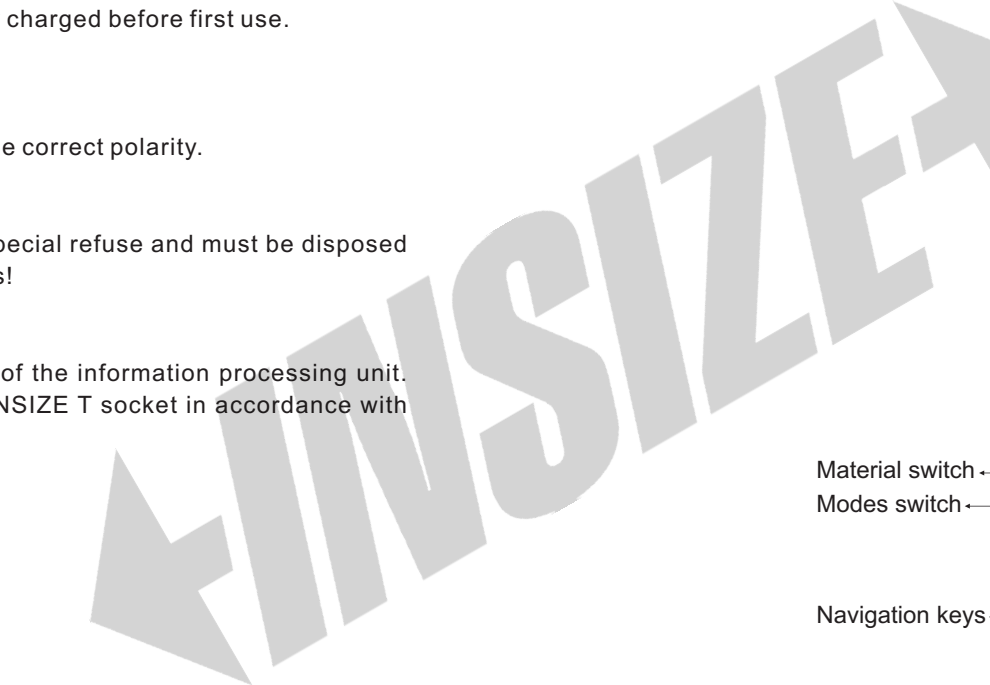 charged before first use.
e correct polarity.
pecial refuse and must be disposed
s!
of the information processing unit.
NSIZE T socket in accordance with
INSIZE
Material switch
Modes switch
Navigation keys